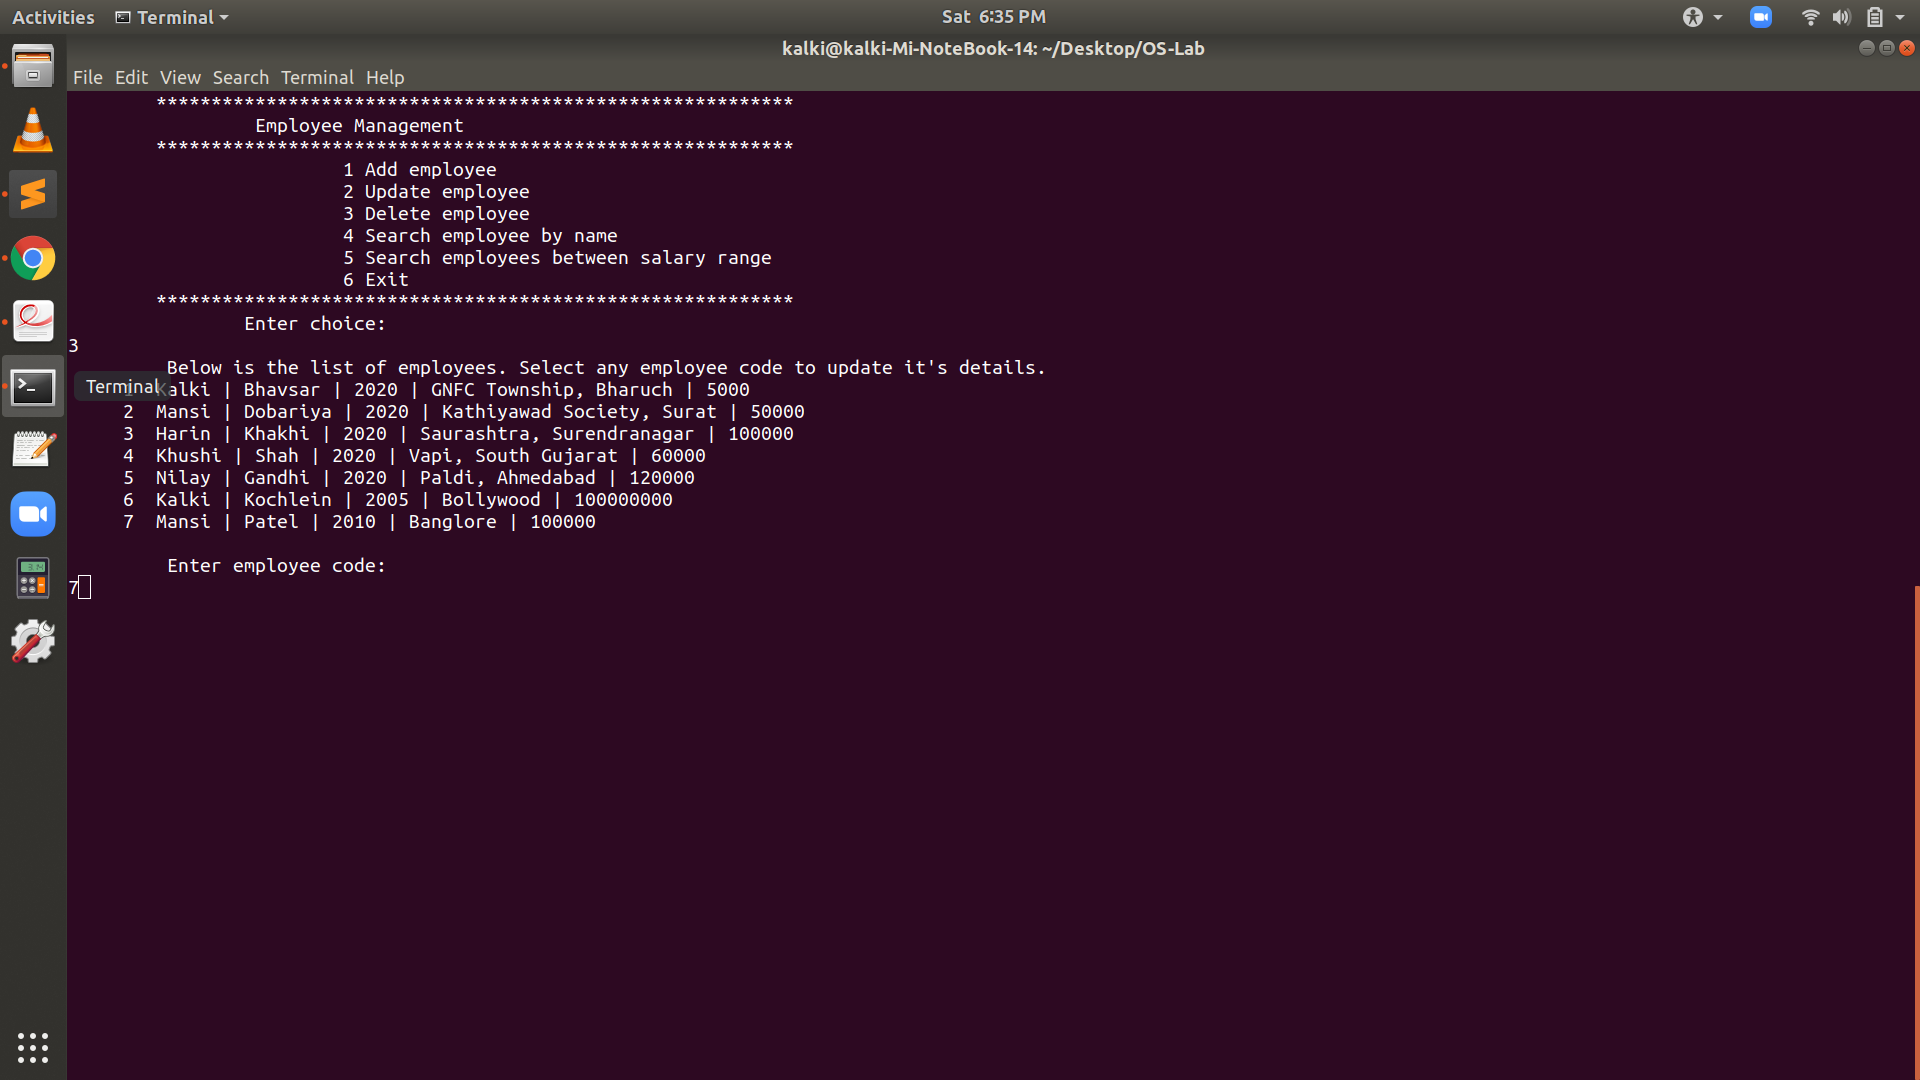 Activities Terminal Sat 6:35 PM
kalki@kalki-Mi-NoteBook-14: ~/Desktop/OS-Lab
File Edit View Search Terminal Help
**********************************************************
Employee Management
**********************************************************
1 Add employee
2 Update employee
3 Delete employee
4 Search employee by name
5 Search employees between salary range
6 Exit
**********************************************************
Enter choice:
3
Below is the list of employees. Select any employee code to update it's details.
Terminal
1 Kalki | Bhavsar | 2020 | GNFC Township, Bharuch | 5000
2 Mansi | Dobariya | 2020 | Kathiyawad Society, Surat | 50000
3 Harin | Khakhi | 2020 | Saurashtra, Surendranagar | 100000
4 Khushi | Shah | 2020 | Vapi, South Gujarat | 60000
5 Nilay | Gandhi | 2020 | Paldi, Ahmedabad | 120000
6 Kalki | Kochlein | 2005 | Bollywood | 100000000
7 Mansi | Patel | 2010 | Banglore | 100000
Enter employee code:
7